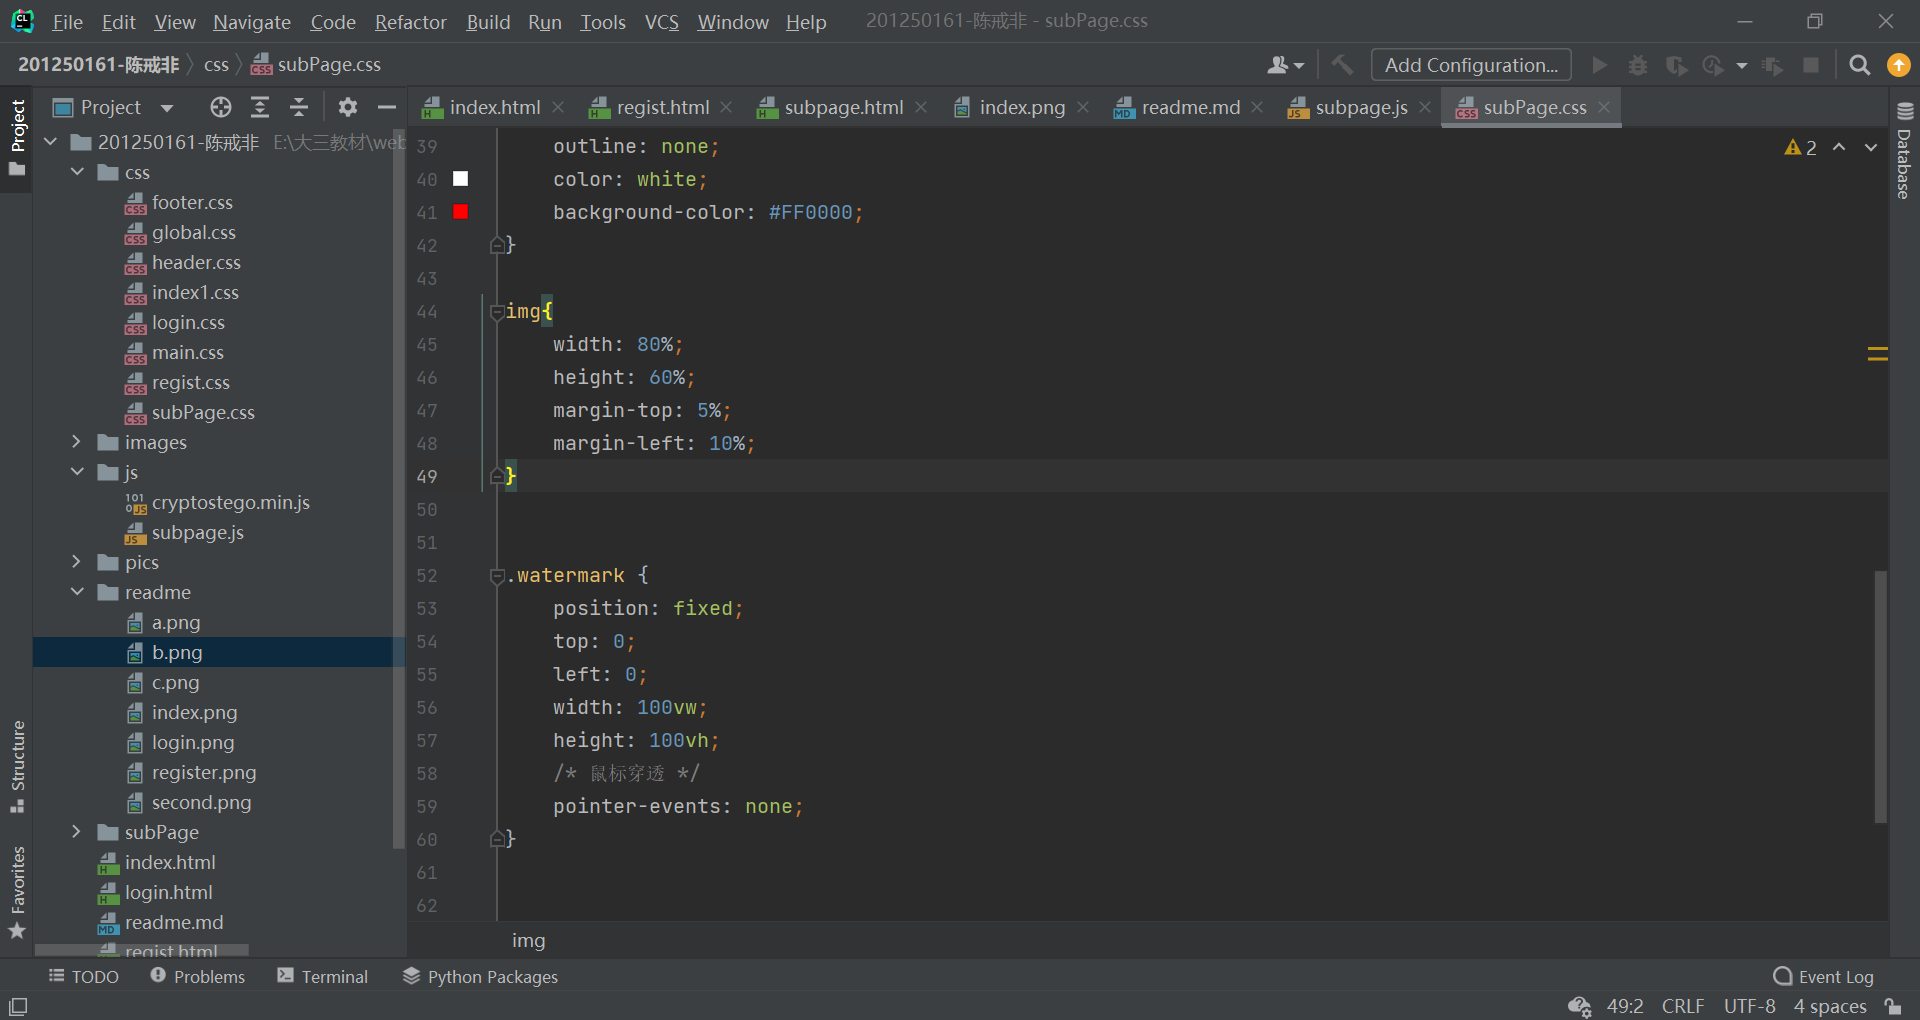 File Edit View Navigate Code Refactor Build Run Tools VCS Window Help 201250161-陈戒非 - subPage.css
201250161-陈戒非 css subPage.css Add Configuration...
Project
Project
index.html
regist.html
subpage.html
index.png
readme.md
subpage.js
subPage.css
201250161-陈戒非 E:\大三教材\web
css
footer.css
global.css
header.css
index1.css
login.css
main.css
regist.css
subPage.css
images
js
cryptostego.min.js
subpage.js
pics
readme
a.png
b.png
c.png
index.png
login.png
register.png
second.png
subPage
index.html
login.html
readme.md
regist.html
Structure
Favorites
Database
2
39 outline: none;
40 color: white;
41 background-color: #FF0000;
42 }
43
44 img{
45 width: 80%;
46 height: 60%;
47 margin-top: 5%;
48 margin-left: 10%;
49 }
50
51
52 .watermark {
53 position: fixed;
54 top: 0;
55 left: 0;
56 width: 100vw;
57 height: 100vh;
58 /* 鼠标穿透 */
59 pointer-events: none;
60 }
61
62
img
TODO Problems Terminal Python Packages Event Log
49:2 CRLF UTF-8 4 spaces